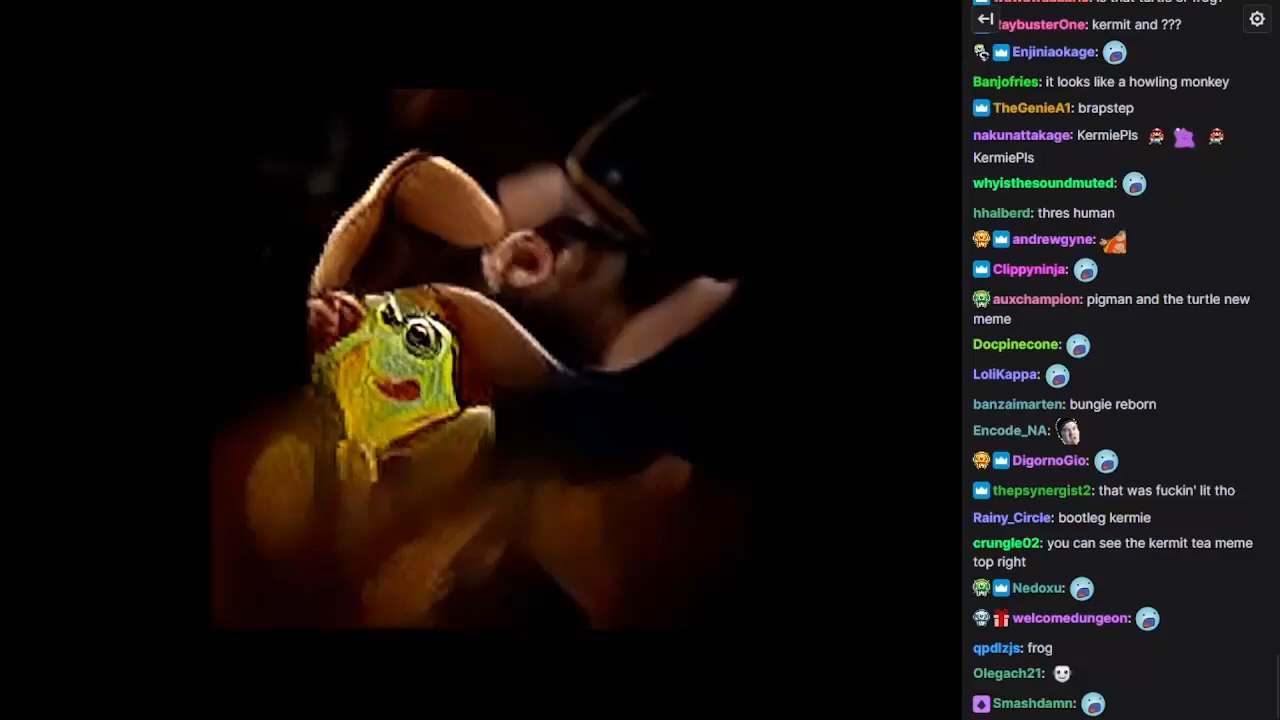 RaybusterOne: kermit and ???
Enjiniaokage:
Banjofries: it looks like a howling monkey
TheGenieA1: brapstep
nakunattakage: KermiePls
KermiePls
whyisthesoundmuted:
hhalberd: thres human
andrewgyne:
Clippyninja:
auxchampion: pigman and the turtle new
meme
Docpinecone:
LoliKappa:
banzaimarten: bungie reborn
Encode_NA:
DigornoGio:
thepsynergist2: that was fuckin' lit tho
Rainy_Circle: bootleg kermie
crungle02: you can see the kermit tea meme
top right
Nedoxu:
welcomedungeon:
qpdlzjs: frog
Olegach21:
Smashdamn: